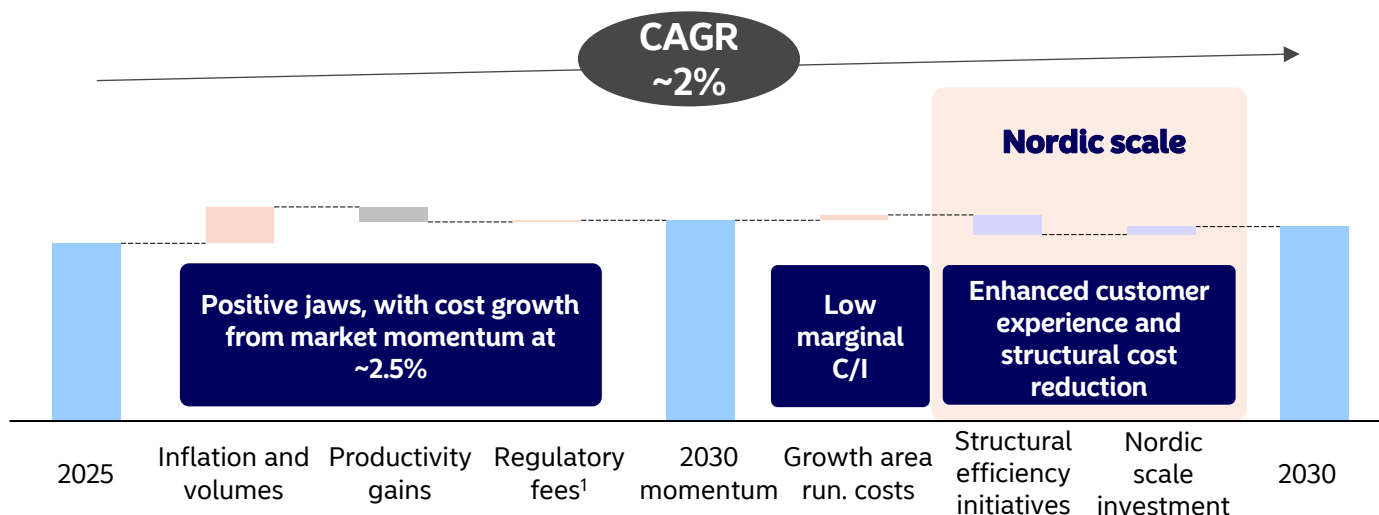 CAGR
~2%
Nordic scale
Positive jaws, with cost growth
from market momentum at
~2.5%
Low
marginal
C/I
Enhanced customer
experience and
structural cost
reduction
2025
Inflation and
volumes
Productivity
gains
Regulatory
fees¹
2030
momentum
Growth area
run. costs
Structural
efficiency
initiatives
Nordic
scale
investment
2030